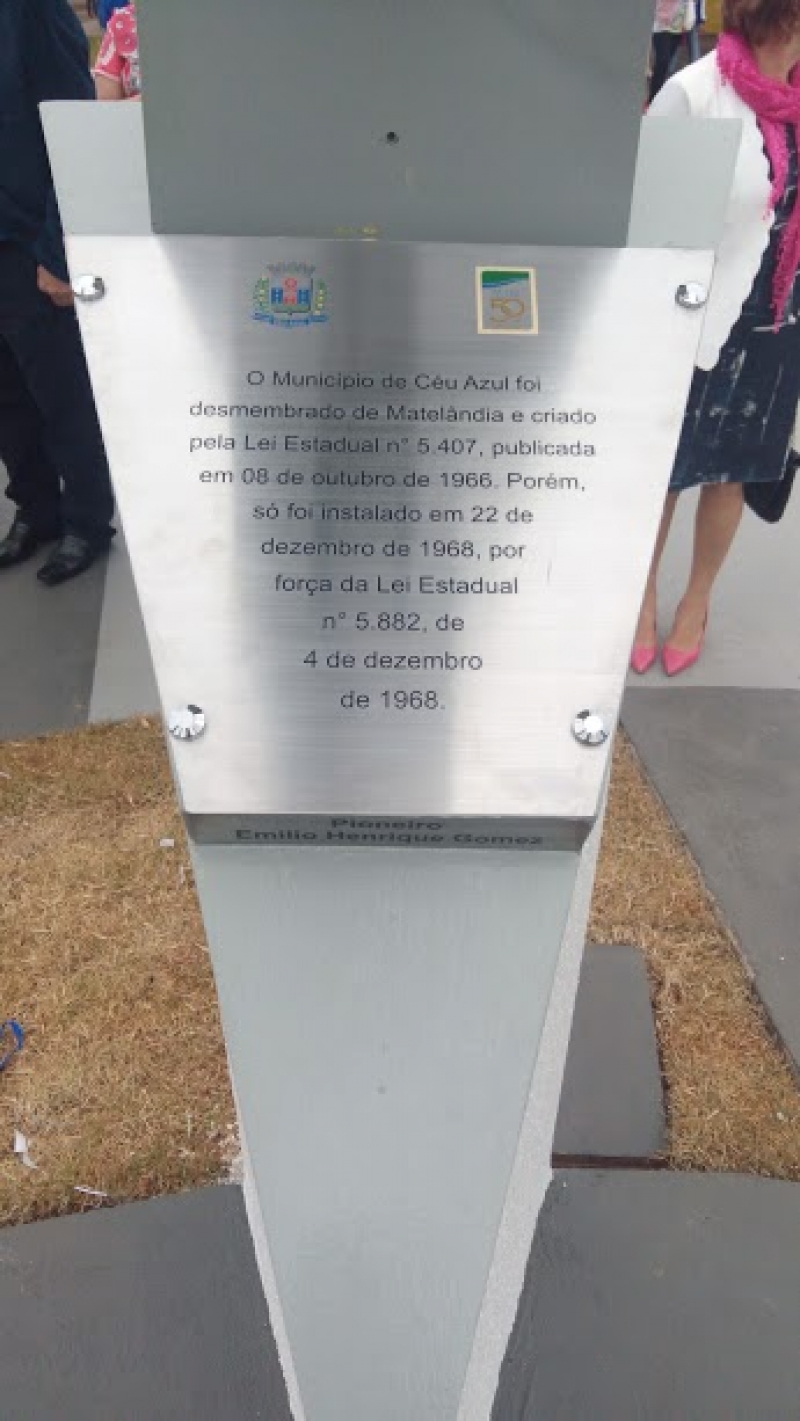 50
O Município de Céu Azul foi
desmembrado de Matelândia e criado
pela Lei Estadual n° 5.407, publicada
em 08 de outubro de 1966. Porém,
só foi instalado em 22 de
dezembro de 1968, por
força da Lei Estadual
n° 5.882, de
4 de dezembro
de 1968.
Pioneiro
Emilio Henrique Gomez